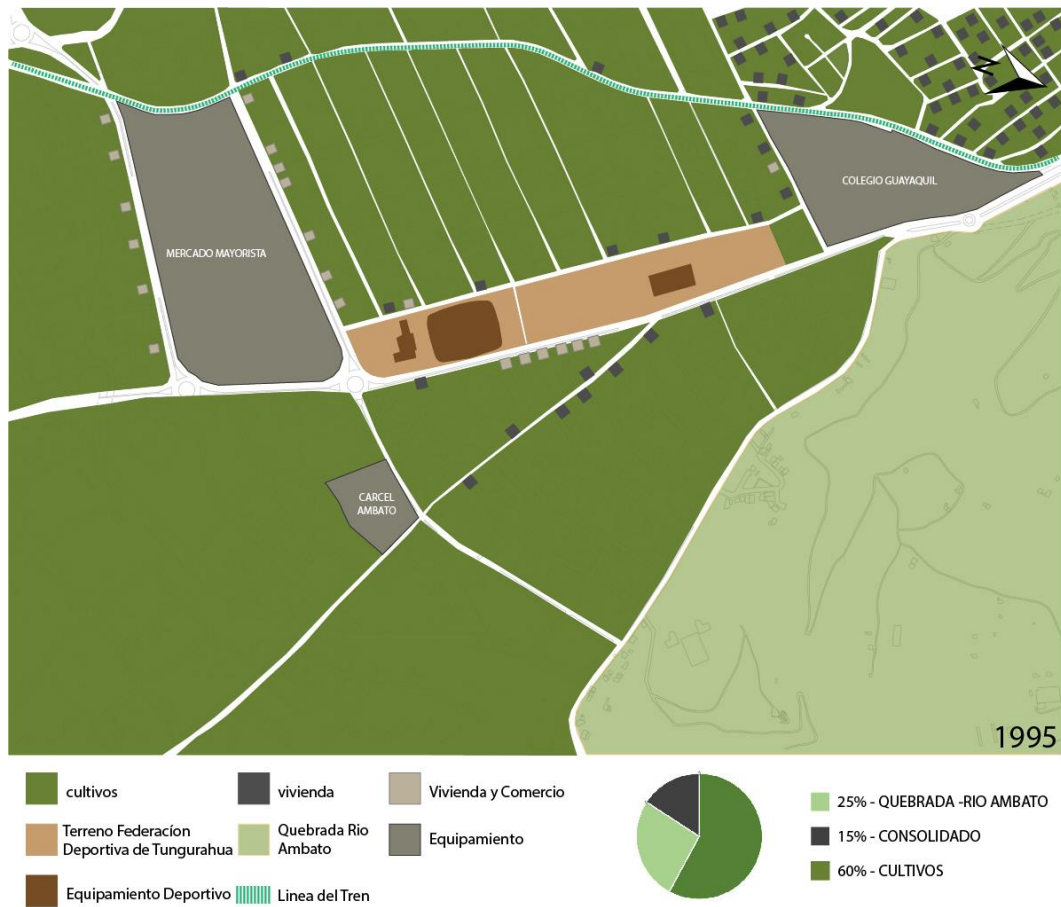 N
COLEGIO GUAYAQUIL
MERCADO MAYORISTA
CARCEL
AMBATO
1995
cultivos
vivienda
Vivienda y Comercio
Terreno Federacíon
Deportiva de Tungurahua
Quebrada Rio
Ambato
Equipamiento
Equipamiento Deportivo
Linea del Tren
25% - QUEBRADA -RIO AMBATO
15% - CONSOLIDADO
60% - CULTIVOS